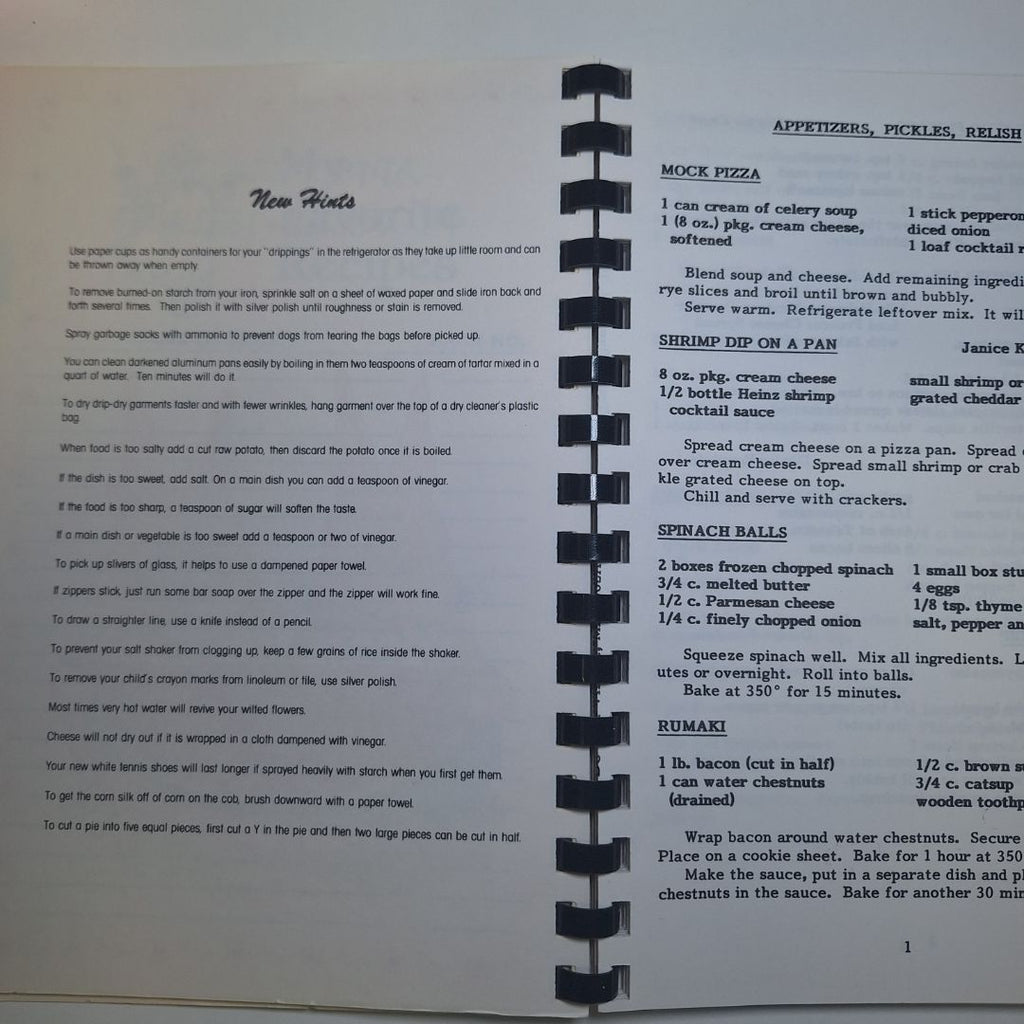 New Hints
Use paper cups as handy containers for your "drippings" in the refrigerator as they take up little room and can
be thrown away when empty.
To remove burned-on starch from your iron, sprinkle salt on a sheet of waxed paper and slide iron back and
forth several times. Then polish it with silver polish until roughness or stain is removed.
Spray garbage sacks with ammonia to prevent dogs from tearing the bags before picked up.
You can clean darkened aluminum pans easily by boiling in them two teaspoons of cream of tartar mixed in a
quart of water. Ten minutes will do it.
To dry drip-dry garments faster and with fewer wrinkles, hang garment over the top of a dry cleaner's plastic
bag.
When food is too salty add a cut raw potato, then discard the potato once it is boiled.
If the dish is too sweet, add salt. On a main dish you can add a teaspoon of vinegar.
If the food is too sharp, a teaspoon of sugar will soften the taste.
If a main dish or vegetable is too sweet add a teaspoon or two of vinegar.
To pick up slivers of glass, it helps to use a dampened paper towel.
If zippers stick, just run some bar soap over the zipper and the zipper will work fine.
To draw a straighter line, use a knife instead of a pencil.
To prevent your salt shaker from clogging up, keep a few grains of rice inside the shaker.
To remove your child's crayon marks from linoleum or tile, use silver polish.
Most times very hot water will revive your wilted flowers.
Cheese will not dry out if it is wrapped in a cloth dampened with vinegar.
Your new white tennis shoes will last longer if sprayed heavily with starch when you first get them.
To get the corn silk off of corn on the cob, brush downward with a paper towel.
To cut a pie into five equal pieces, first cut a Y in the pie and then two large pieces can be cut in half.
APPETIZERS, PICKLES, RELISH
MOCK PIZZA
1 can cream of celery soup 1 stick pepperon
1 (8 oz.) pkg. cream cheese, diced onion
softened 1 loaf cocktail r
Blend soup and cheese. Add remaining ingredi
rye slices and broil until brown and bubbly.
Serve warm. Refrigerate leftover mix. It wil
SHRIMP DIP ON A PAN Janice K
8 oz. pkg. cream cheese small shrimp or
1/2 bottle Heinz shrimp grated cheddar
cocktail sauce
Spread cream cheese on a pizza pan. Spread
over cream cheese. Spread small shrimp or crab
kle grated cheese on top.
Chill and serve with crackers.
SPINACH BALLS
2 boxes frozen chopped spinach 1 small box stu
3/4 c. melted butter 4 eggs
1/2 c. Parmesan cheese 1/8 tsp. thyme
1/4 c. finely chopped onion salt, pepper an
Squeeze spinach well. Mix all ingredients. L
utes or overnight. Roll into balls.
Bake at 350° for 15 minutes.
RUMAKI
1 lb. bacon (cut in half) 1/2 c. brown s
1 can water chestnuts 3/4 c. catsup
(drained) wooden toothp
Wrap bacon around water chestnuts. Secure
Place on a cookie sheet. Bake for 1 hour at 350
Make the sauce, put in a separate dish and pl
chestnuts in the sauce. Bake for another 30 min
1